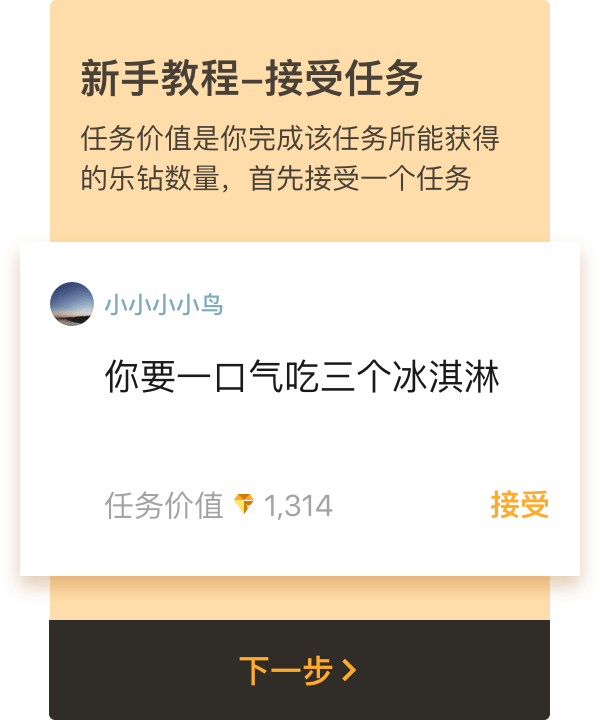 新手教程–接受任务
任务价值是你完成该任务所能获得
的乐钻数量，首先接受一个任务
小小小小鸟
你要一口气吃三个冰淇淋
任务价值 1,314 接受
下一步